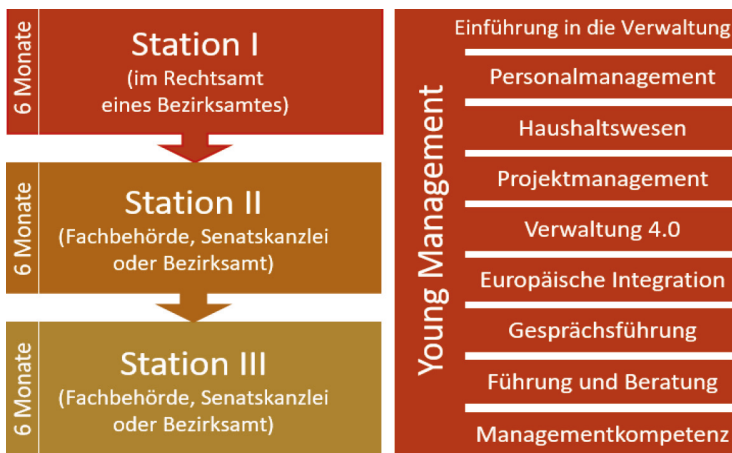 6 Monate
Station I
(im Rechtsamt
eines Bezirksamtes)
6 Monate
Station II
(Fachbehörde, Senatskanzlei
oder Bezirksamt)
6 Monate
Station III
(Fachbehörde, Senatskanzlei
oder Bezirksamt)
Young Management
Einführung in die Verwaltung
Personalmanagement
Haushaltswesen
Projektmanagement
Verwaltung 4.0
Europäische Integration
Gesprächsführung
Führung und Beratung
Managementkompetenz